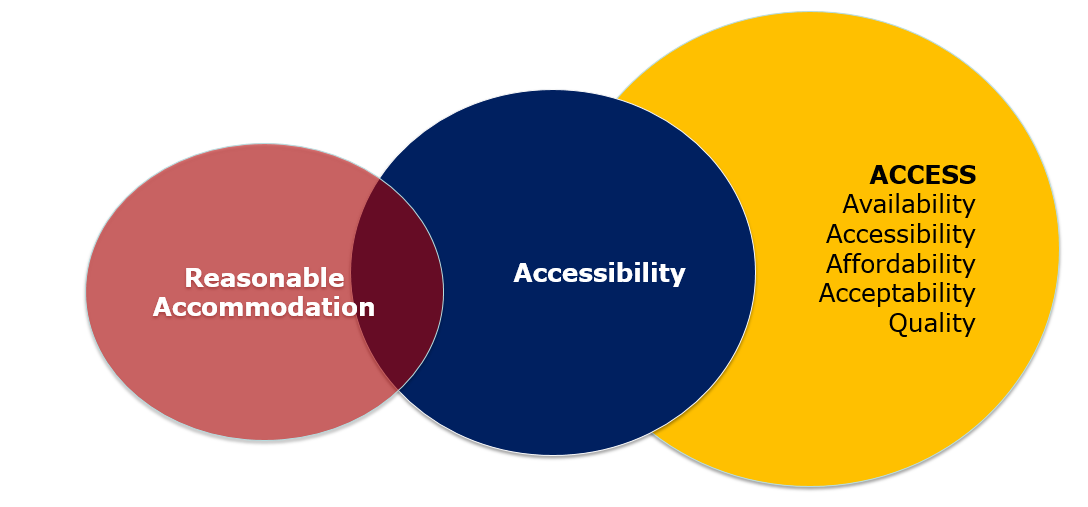 Reasonable
Accommodation
Accessibility
ACCESS
Availability
Accessibility
Affordability
Acceptability
Quality